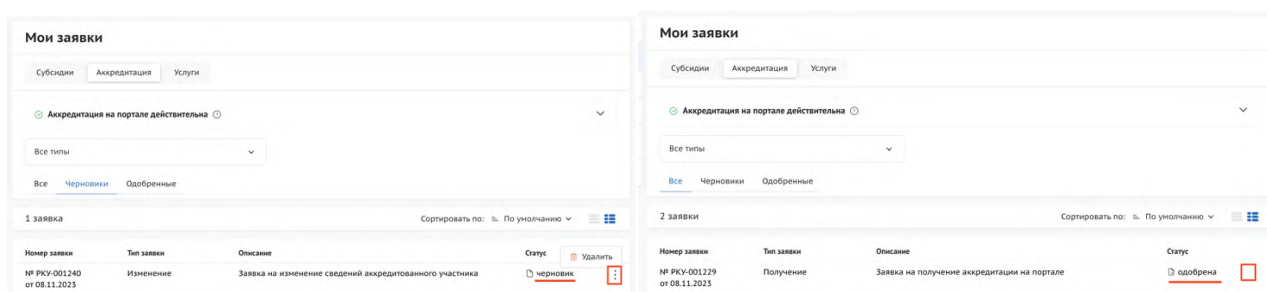 Мои заявки
Субсидии Аккредитация Услуги
Аккредитация на портале действительна
Все типы
Все Черновики Одобренные
1 заявка Сортировать по: По умолчанию
Номер заявки Тип заявки Описание Статус Удалить
№ РКУ-001240 Изменение Заявка на изменение сведений аккредитованного участника черновик
от 08.11.2023
Мои заявки
Субсидии Аккредитация Услуги
Аккредитация на портале действительна
Все типы
Все Черновики Одобренные
2 заявки Сортировать по: По умолчанию
Номер заявки Тип заявки Описание Статус
№ РКУ-001229 Получение Заявка на получение аккредитации на портале одобрена
от 08.11.2023